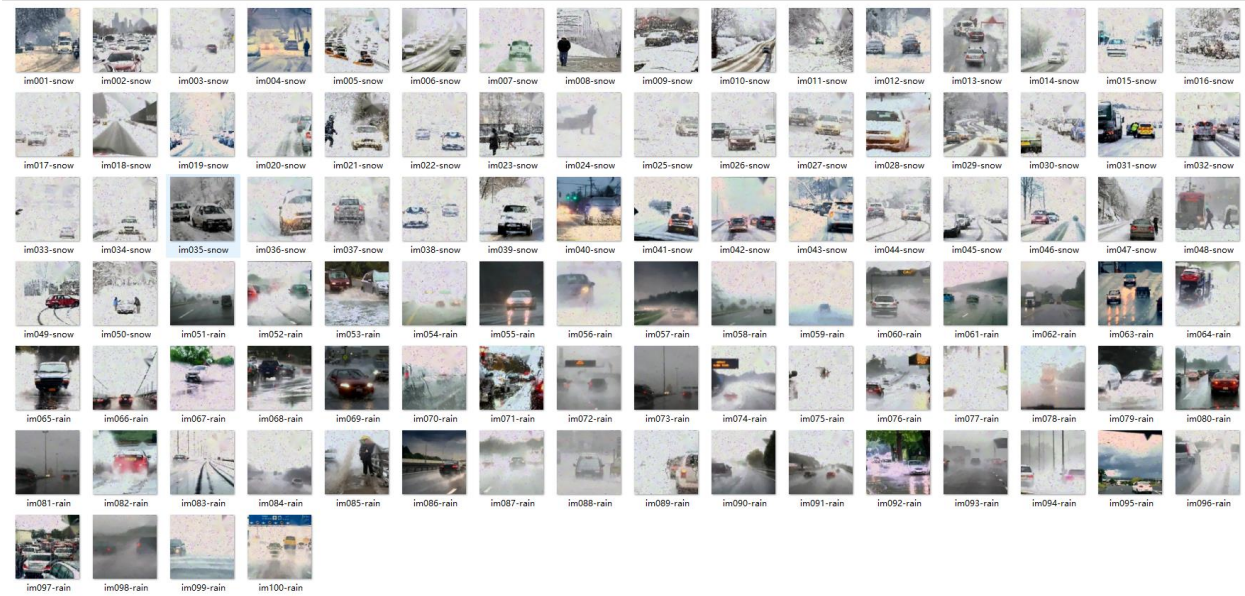 im001-snow im002-snow im003-snow im004-snow im005-snow im006-snow im007-snow im008-snow im009-snow im010-snow im011-snow im012-snow im013-snow im014-snow im015-snow im016-snow
im017-snow im018-snow im019-snow im020-snow im021-snow im022-snow im023-snow im024-snow im025-snow im026-snow im027-snow im028-snow im029-snow im030-snow im031-snow im032-snow
im033-snow im034-snow im035-snow im036-snow im037-snow im038-snow im039-snow im040-snow im041-snow im042-snow im043-snow im044-snow im045-snow im046-snow im047-snow im048-snow
im049-snow im050-snow im051-rain im052-rain im053-rain im054-rain im055-rain im056-rain im057-rain im058-rain im059-rain im060-rain im061-rain im062-rain im063-rain im064-rain
im065-rain im066-rain im067-rain im068-rain im069-rain im070-rain im071-rain im072-rain im073-rain im074-rain im075-rain im076-rain im077-rain im078-rain im079-rain im080-rain
im081-rain im082-rain im083-rain im084-rain im085-rain im086-rain im087-rain im088-rain im089-rain im090-rain im091-rain im092-rain im093-rain im094-rain im095-rain im096-rain
im097-rain im098-rain im099-rain im100-rain